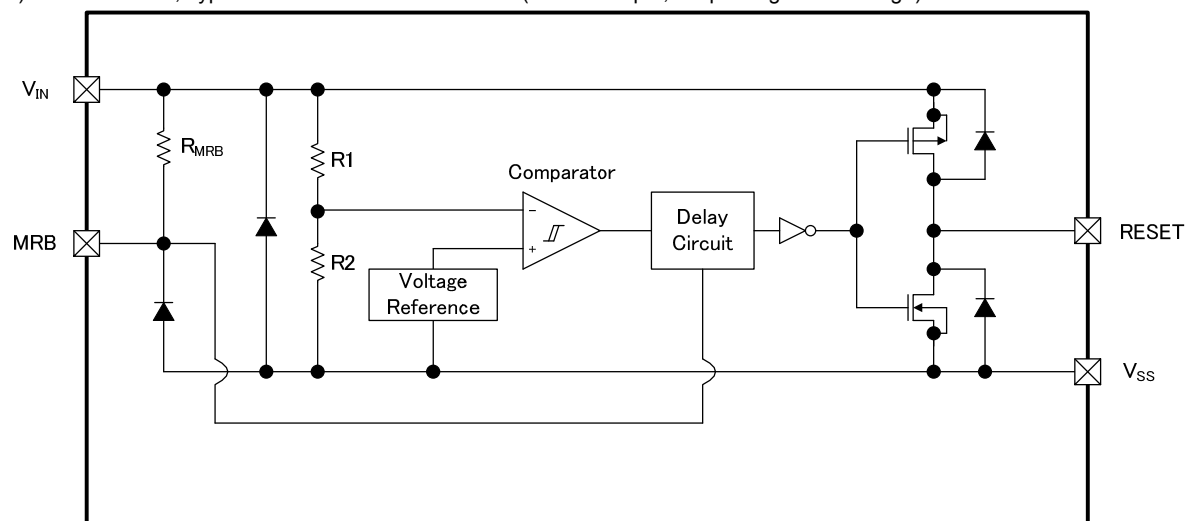 V_IN
R_MRB
R1
Comparator
−
+
Delay
Circuit
MRB
RESET
R2
Voltage
Reference
V_SS